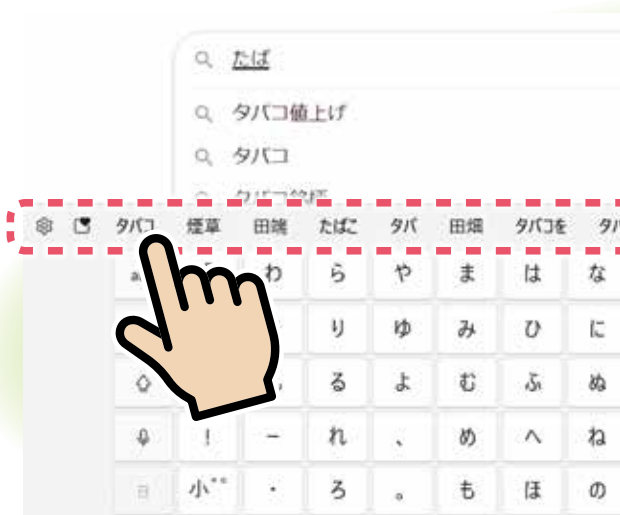 たば
タバコ値上げ
タバコ
タバコ 煙草 田端 たばこ タバ 田畑 タバコを
わ ら や ま は な
り ゆ み ひ に
る よ む ふ ぬ
! ー れ 、 め へ ね
小゛゜ ・ ろ 。 も ほ の